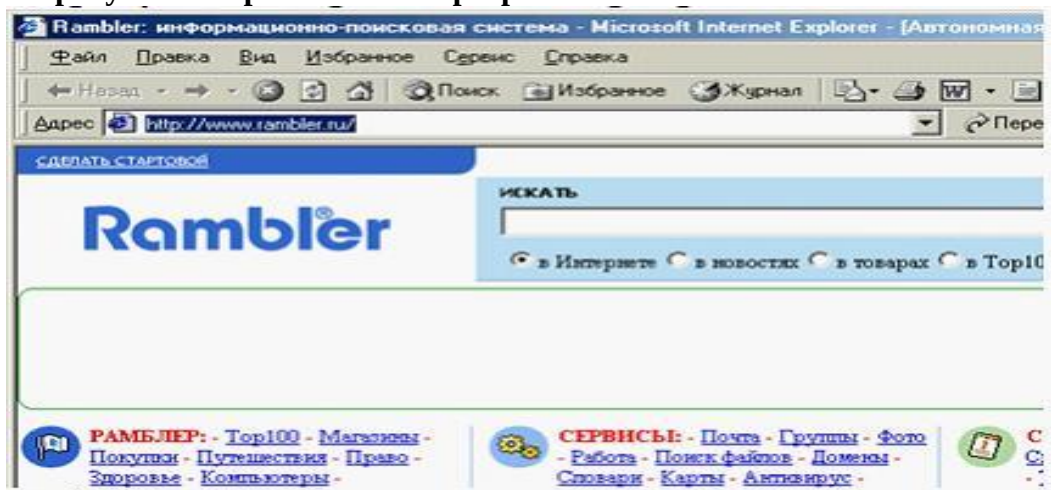 Rambler: информационно-поисковая система - Microsoft Internet Explorer - [Автономная
Файл Правка Вид Избранное Сервис Справка
Назад Поиск Избранное Журнал
Адрес http://www.rambler.ru/ Пере
СДЕЛАТЬ СТАРТОВОЙ
ИСКАТЬ
Rambler®
в Интернете в новостях в товарах в Top10
РАМБЛЕР: - Top100 - Магазины -
Покупки - Путешествия - Право -
Здоровье - Компьютеры -
СЕРВИСЫ: - Почта - Группы - Фото
- Работа - Поиск файлов - Домены -
Словари - Карты - Антивирус -